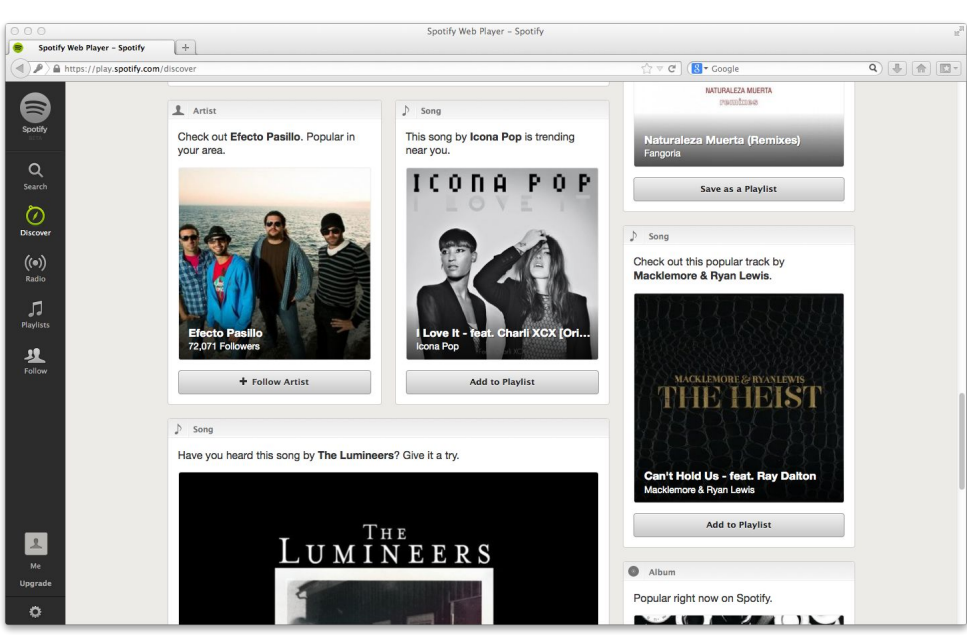 Spotify Web Player – Spotify
Spotify Web Player – Spotify
https://play.spotify.com/discover
Google
Spotify
Search
Discover
Radio
Playlists
Follow
Me
Upgrade
Artist
Check out Efecto Pasillo. Popular in
your area.
Efecto Pasillo
72,071 Followers
Follow Artist
Song
This song by Icona Pop is trending
near you.
ICONA POP
I LOVE IT
I Love It - feat. Charli XCX [Ori...
Icona Pop
Add to Playlist
Song
Have you heard this song by The Lumineers? Give it a try.
THE
LUMINEERS
NATURALEZA MUERTA
remixes
Naturaleza Muerta (Remixes)
Fangoria
Save as a Playlist
Song
Check out this popular track by
Macklemore & Ryan Lewis.
MACKLEMORE & RYAN LEWIS
THE HEIST
Can't Hold Us - feat. Ray Dalton
Macklemore & Ryan Lewis
Add to Playlist
Album
Popular right now on Spotify.